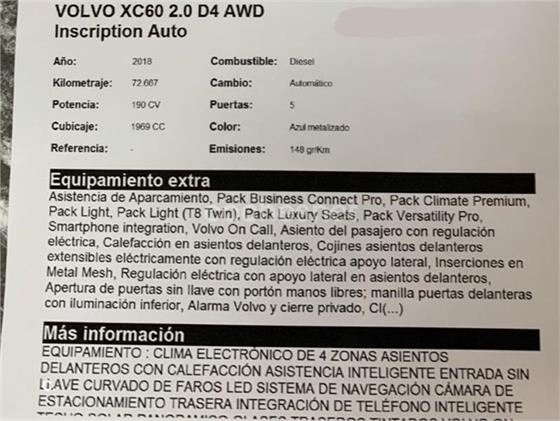 VOLVO XC60 2.0 D4 AWD
Inscription Auto
Año: 2018 Combustible: Diesel
Kilometraje: 72.667 Cambio: Automático
Potencia: 190 CV Puertas: 5
Cubicaje: 1969 CC Color: Azul metalizado
Referencia: - Emisiones: 148 gr/Km
Equipamiento extra
Asistencia de Aparcamiento, Pack Business Connect Pro, Pack Climate Premium,
Pack Light, Pack Light (T8 Twin), Pack Luxury Seats, Pack Versatility Pro,
Smartphone integration, Volvo On Call, Asiento del pasajero con regulación
eléctrica, Calefacción en asientos delanteros, Cojines asientos delanteros
extensibles eléctricamente con regulación eléctrica apoyo lateral, Inserciones en
Metal Mesh, Regulación eléctrica con apoyo lateral en asientos delanteros,
Apertura de puertas sin llave con portón manos libres; manilla puertas delanteras
con iluminación inferior, Alarma Volvo y cierre privado, Cl(...)
Más información
EQUIPAMIENTO : CLIMA ELECTRÓNICO DE 4 ZONAS ASIENTOS
DELANTEROS CON CALEFACCIÓN ASISTENCIA INTELIGENTE ENTRADA SIN
LLAVE CURVADO DE FAROS LED SISTEMA DE NAVEGACIÓN CÁMARA DE
ESTACIONAMIENTO TRASERA INTEGRACIÓN DE TELÉFONO INTELIGENTE
TECHO SOLAR PANORAMICO